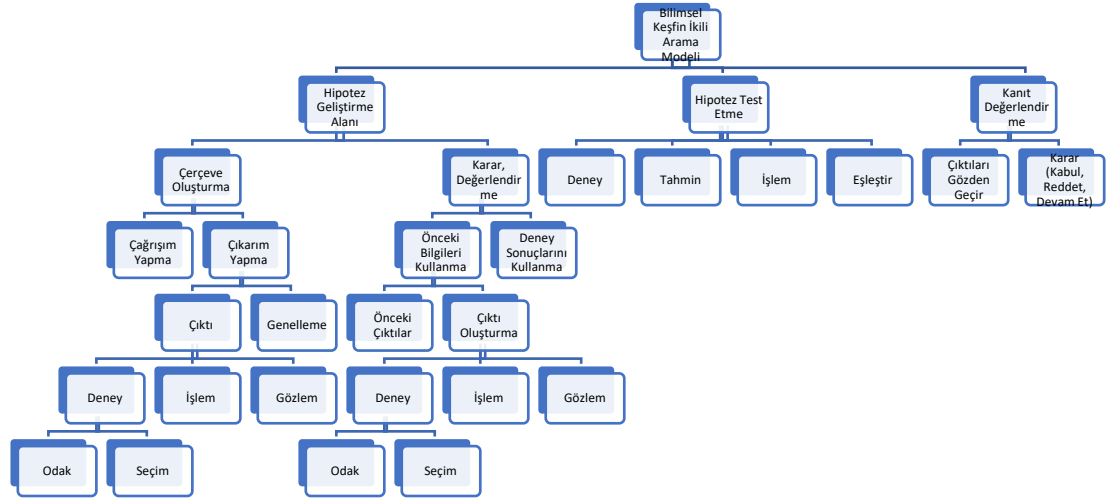 Bilimsel
Keşfin İkili
Arama
Modeli
Hipotez
Geliştirme
Alanı
Hipotez Test
Etme
Kanıt
Değerlendir
me
Çerçeve
Oluşturma
Karar,
Değerlendir
me
Deney
Tahmin
İşlem
Eşleştir
Çıktıları
Gözden
Geçir
Karar
(Kabul,
Reddet,
Devam Et)
Çağrışım
Yapma
Çıkarım
Yapma
Önceki
Bilgileri
Kullanma
Deney
Sonuçlarını
Kullanma
Çıktı
Genelleme
Önceki
Çıktılar
Çıktı
Oluşturma
Deney
İşlem
Gözlem
Deney
İşlem
Gözlem
Odak
Seçim
Odak
Seçim